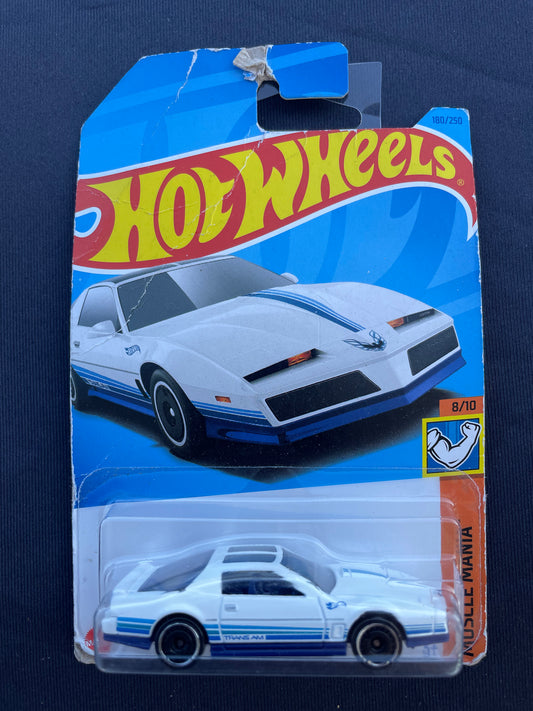 180/250
HOT WHEELS®
8/10
MUSCLE MANIA
TRANS AM